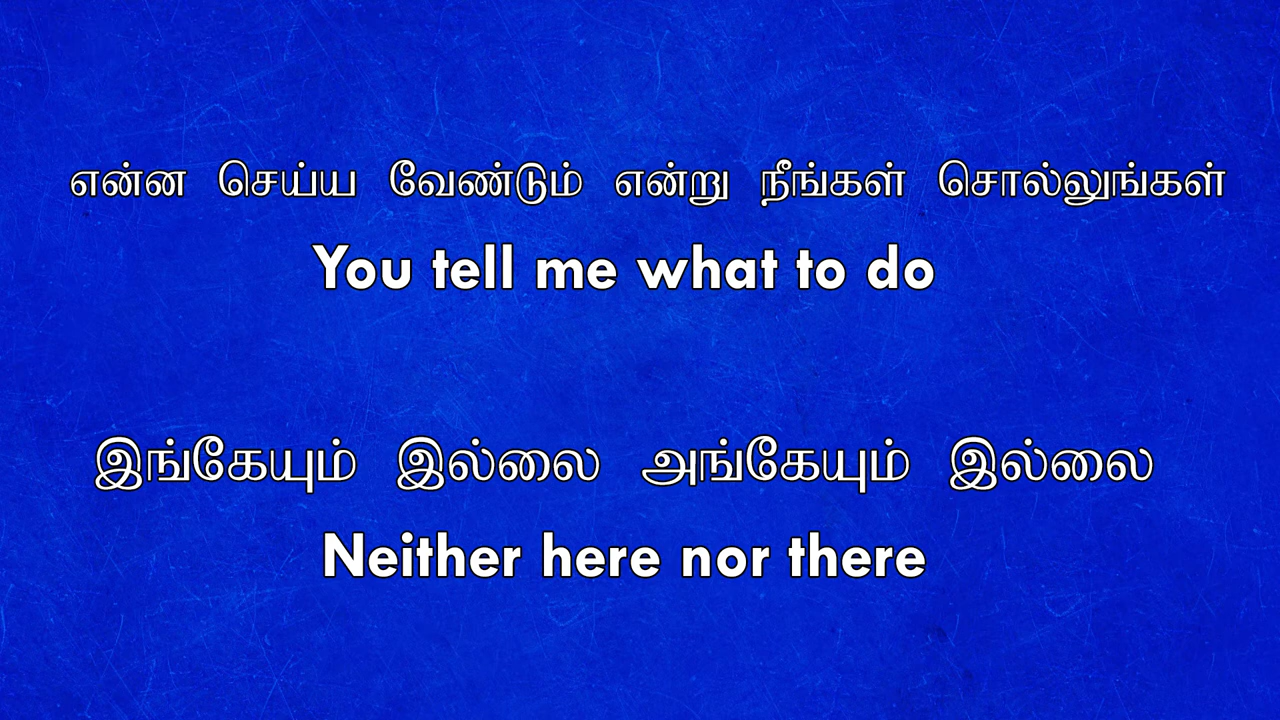 என்ன செய்ய வேண்டும் என்று நீங்கள் சொல்லுங்கள்
You tell me what to do
இங்கேயும் இல்லை அங்கேயும் இல்லை
Neither here nor there